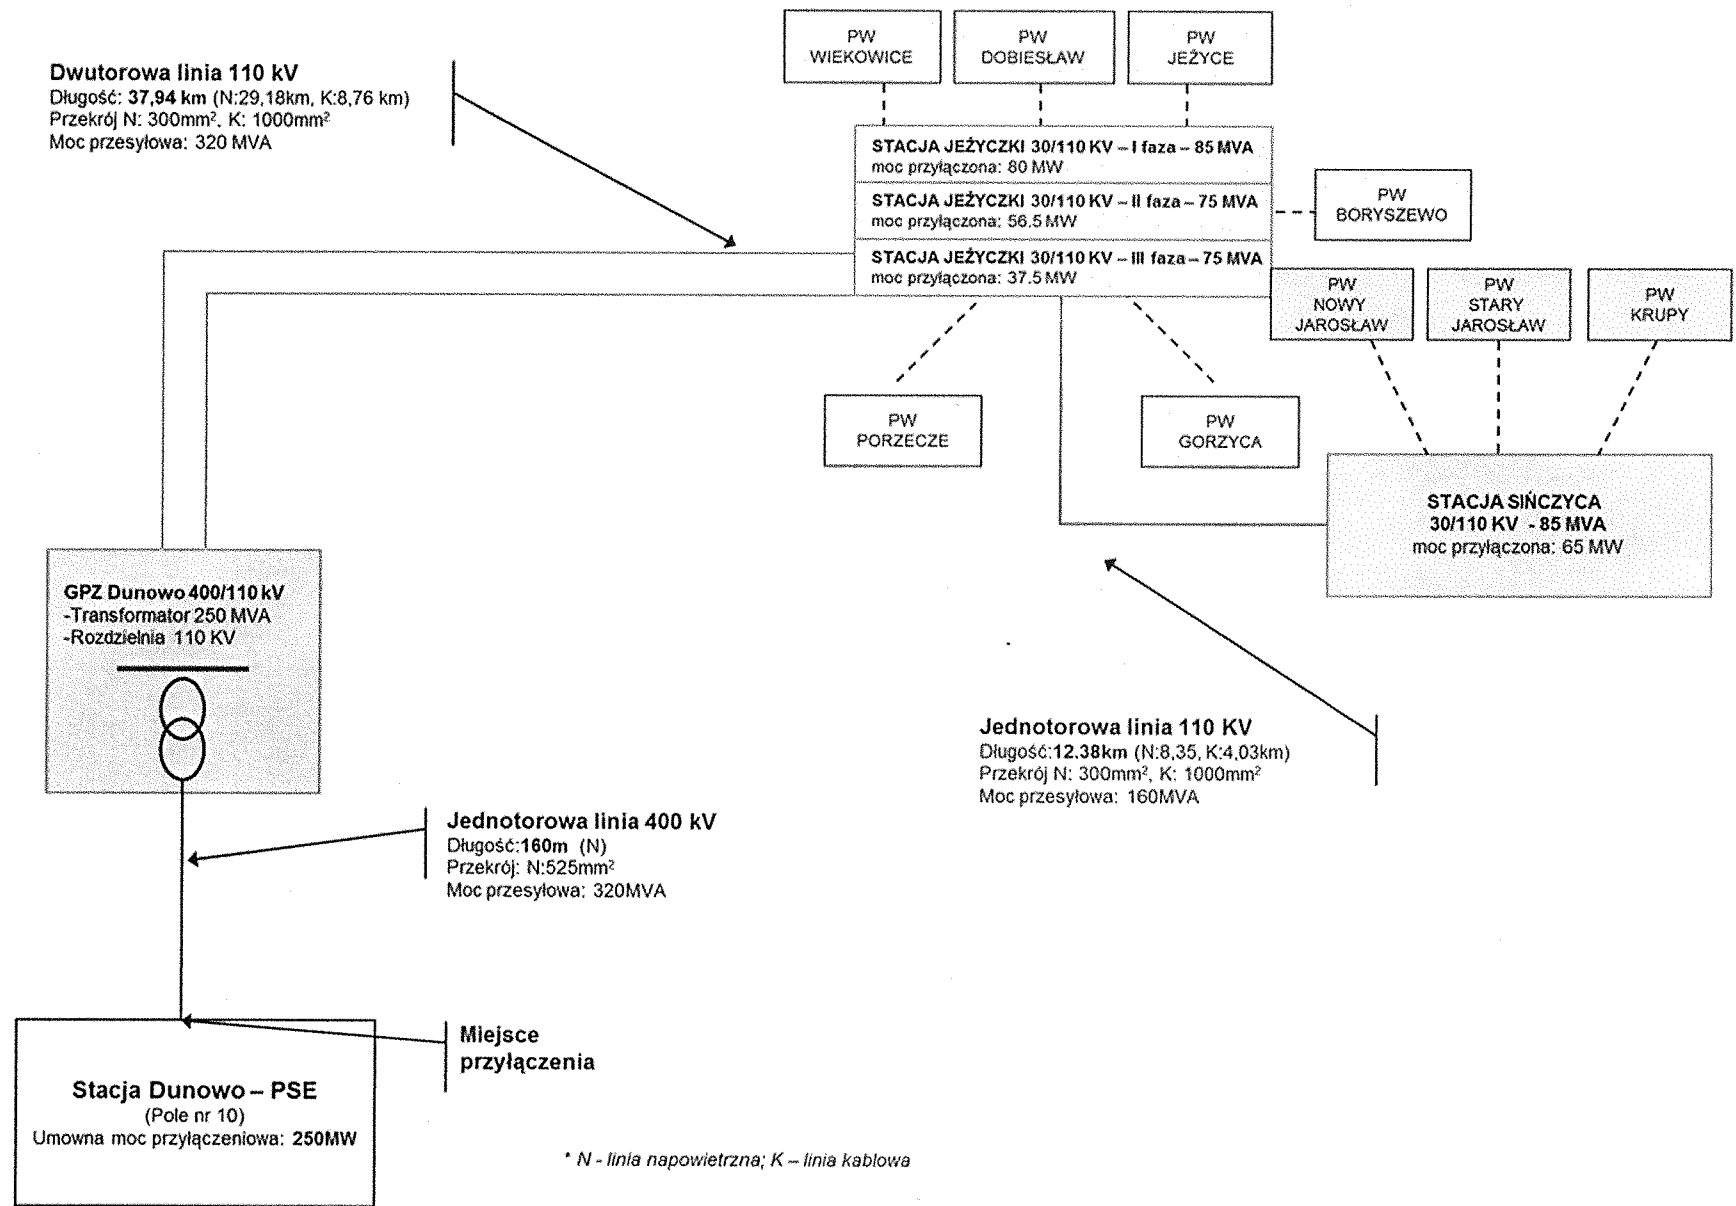 Dwutorowa linia 110 kV
Długość: 37,94 km (N:29,18km, K:8,76 km)
Przekrój N: 300mm², K: 1000mm²
Moc przesyłowa: 320 MVA
PW
WIEKOWICE
PW
DOBIESŁAW
PW
JEŻYCE
STACJA JEŻYCZKI 30/110 KV – I faza – 85 MVA
moc przyłączona: 80 MW
STACJA JEŻYCZKI 30/110 KV – II faza – 75 MVA
moc przyłączona: 56.5 MW
STACJA JEŻYCZKI 30/110 KV – III faza – 75 MVA
moc przyłączona: 37.5 MW
PW
BORYSZEWO
PW
NOWY
JAROSŁAW
PW
STARY
JAROSŁAW
PW
KRUPY
PW
PORZECZE
PW
GORZYCA
STACJA SIŃCZYCA
30/110 KV - 85 MVA
moc przyłączona: 65 MW
GPZ Dunowo 400/110 kV
-Transformator 250 MVA
-Rozdzielnia 110 KV
Jednotorowa linia 110 KV
Długość:12.38km (N:8,35, K:4,03km)
Przekrój N: 300mm², K: 1000mm²
Moc przesyłowa: 160MVA
Jednotorowa linia 400 kV
Długość:160m (N)
Przekrój: N:525mm²
Moc przesyłowa: 320MVA
Miejsce
przyłączenia
Stacja Dunowo – PSE
(Pole nr 10)
Umowna moc przyłączeniowa: 250MW
* N - linia napowietrzna; K – linia kablowa